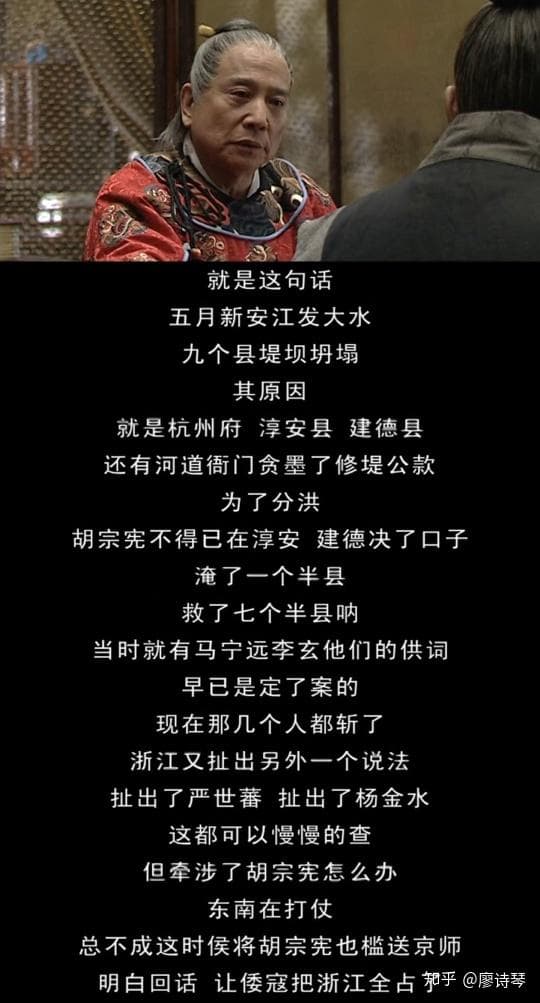 就是这句话
五月新安江发大水
九个县堤坝坍塌
其原因
就是杭州府 淳安县 建德县
还有河道衙门贪墨了修堤公款
为了分洪
胡宗宪不得已在淳安 建德决了口子
淹了一个半县
救了七个半县呐
当时就有马宁远李玄他们的供词
早已是定了案的
现在那几个人都斩了
浙江又扯出另外一个说法
扯出了严世蕃 扯出了杨金水
这都可以慢慢的查
但牵涉了胡宗宪怎么办
东南在打仗
总不成这时侯将胡宗宪也槛送京师
明白回话 让倭寇把浙江全占了
知乎 @廖诗琴